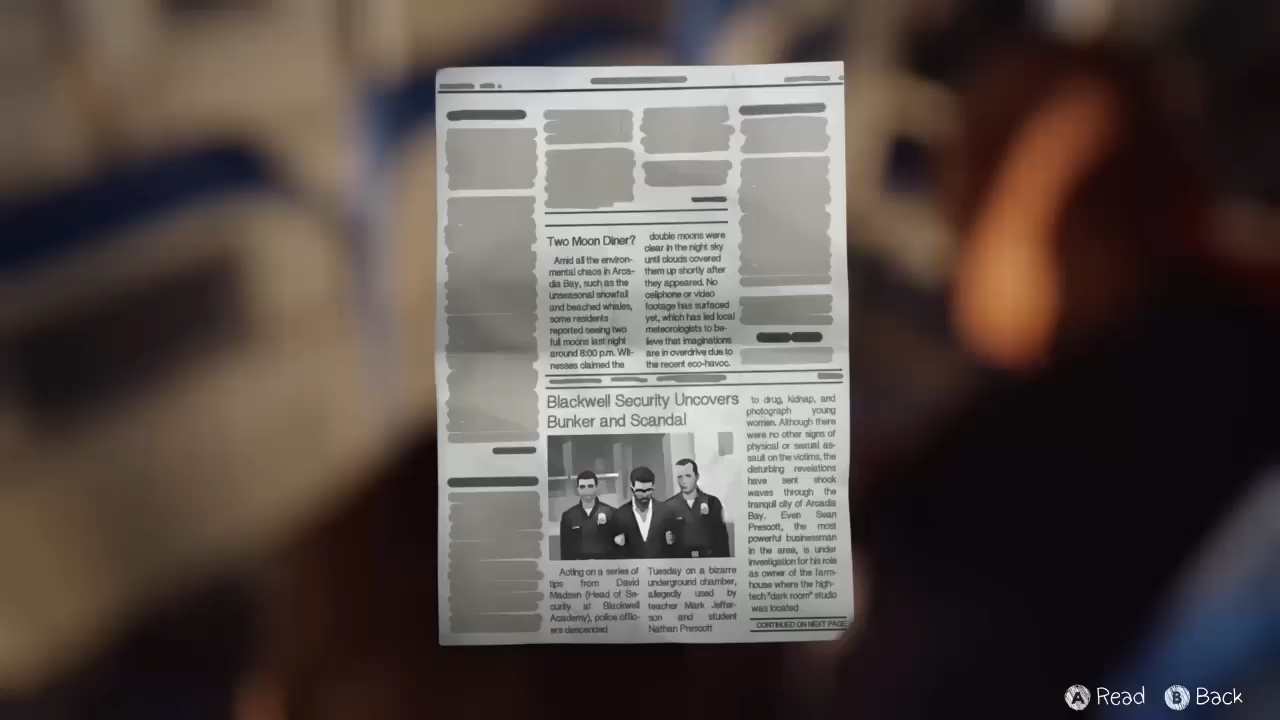 Two Moon Diner?
Amid all the environ-
mental chaos in Arca-
dia Bay, such as the
unseasonal snowfall
and beached whales,
some residents
reported seeing two
full moons last night
around 8:00 p.m. Wit-
nesses claimed the
double moons were
clear in the night sky
until clouds covered
them up shortly after
they appeared. No
cellphone or video
footage has surfaced
yet, which has led local
meteorologists to be-
lieve that imaginations
are in overdrive due to
the recent eco-havoc.
Blackwell Security Uncovers
Bunker and Scandal
Acting on a series of
tips from David
Madsen (Head of Se-
curity at Blackwell
Academy), police offic-
ers descended
Tuesday on a bizarre
underground chamber,
allegedly used by
teacher Mark Jeffer-
son and student
Nathan Prescott
to drug, kidnap, and
photograph young
women. Although there
were no other signs of
physical or sexual as-
sault on the victims, the
disturbing revelations
have sent shock
waves through the
tranquil city of Arcadia
Bay. Even Sean
Prescott, the most
powerful businessman
in the area, is under
investigation for his role
as owner of the farm-
house where the high-
tech "dark room" studio
was located.
CONTINUED ON NEXT PAGE
A Read B Back